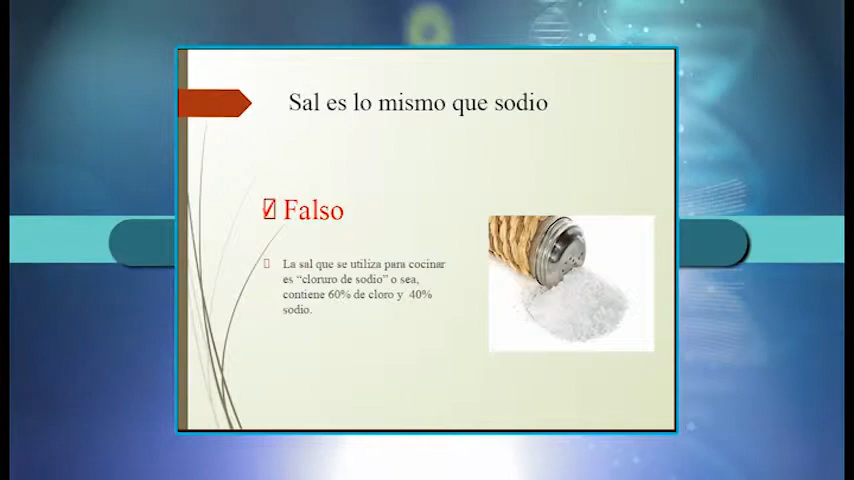 Sal es lo mismo que sodio
Falso
La sal que se utiliza para cocinar
es “cloruro de sodio” o sea,
contiene 60% de cloro y 40%
sodio.